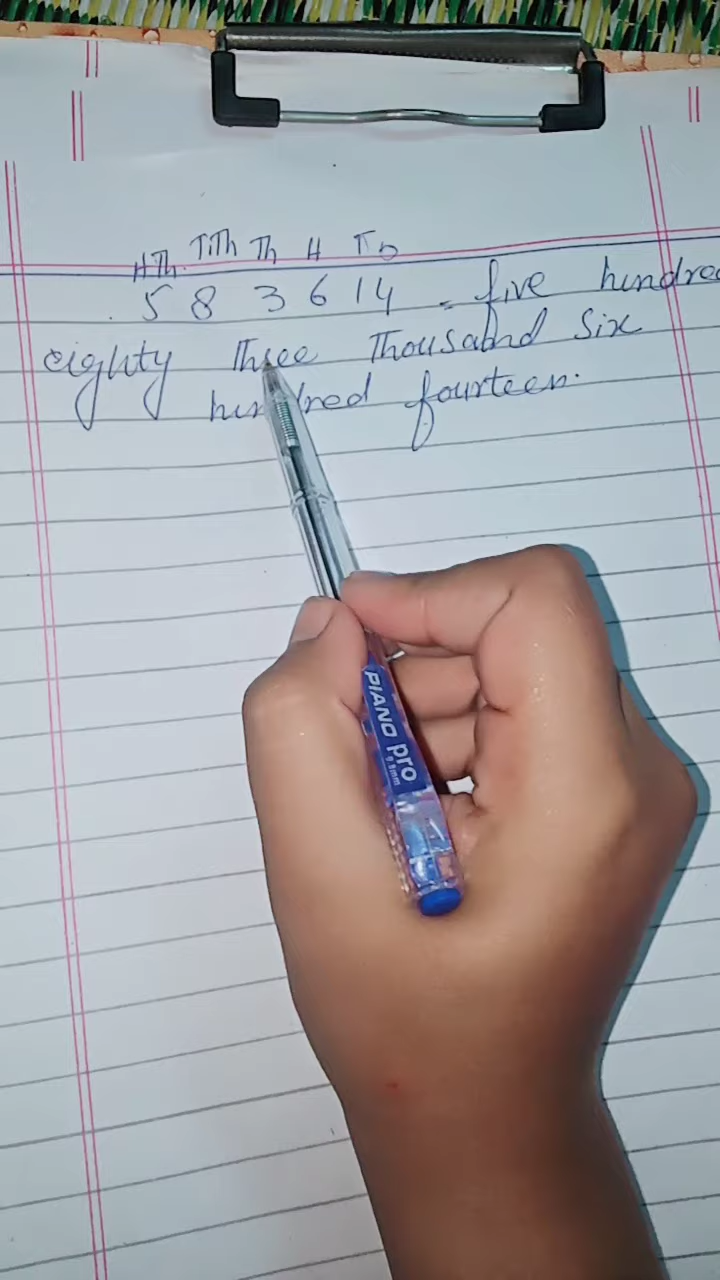 HTh. TTh Th H T O
5 8 3 6 1 4 = five hundred
eighty Three Thousand six
hundred fourteen.
PIANO pro